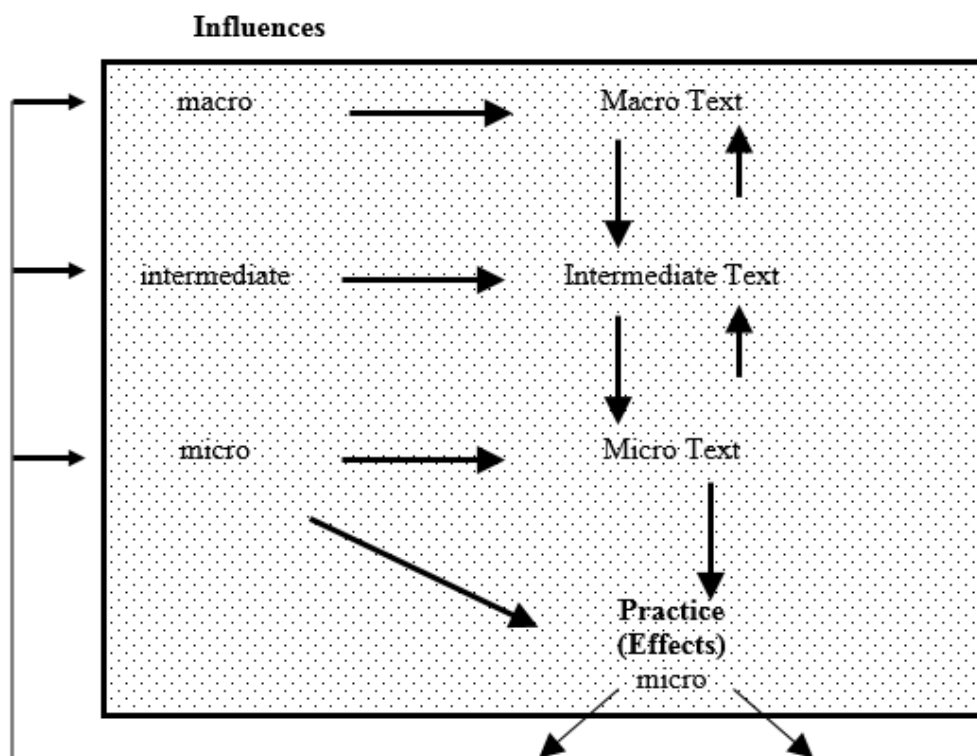 Influences
macro
Macro Text
intermediate
Intermediate Text
micro
Micro Text
Practice
(Effects)
micro